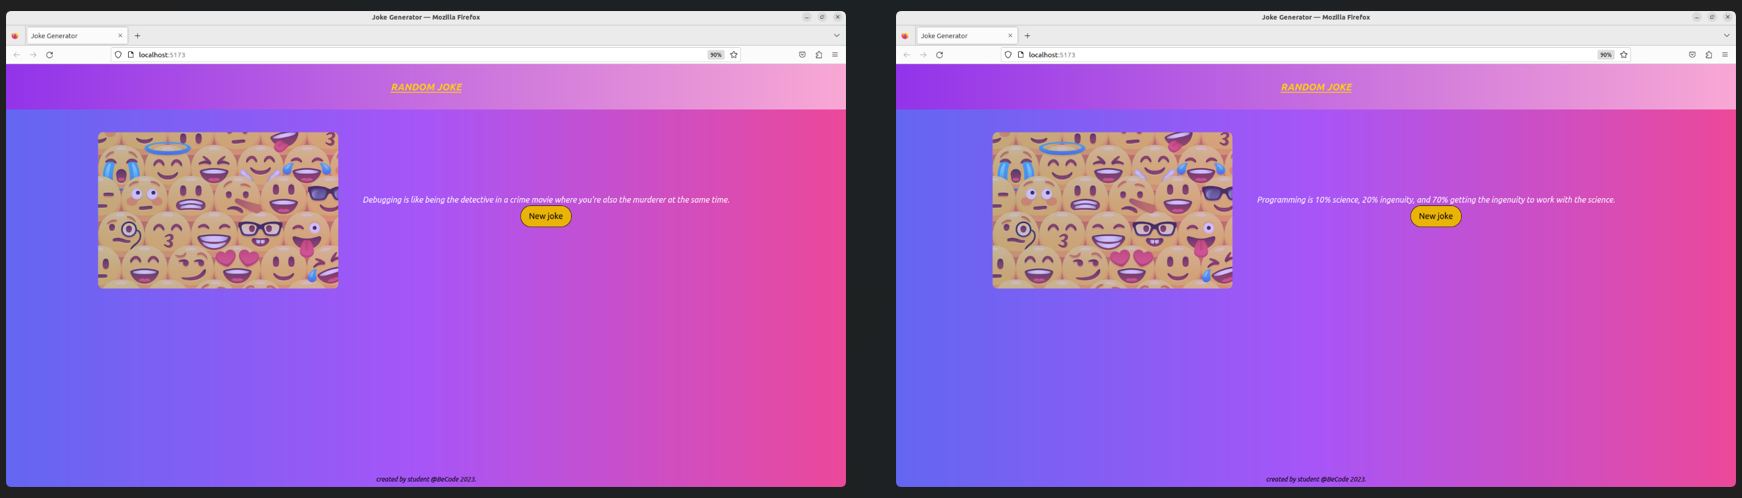 Joke Generator — Mozilla Firefox
Joke Generator
localhost:5173
90%
RANDOM JOKE
Debugging is like being the detective in a crime movie where you're also the murderer at the same time.
New joke
created by student @BeCode 2023.
Joke Generator — Mozilla Firefox
Joke Generator
localhost:5173
90%
RANDOM JOKE
Programming is 10% science, 20% ingenuity, and 70% getting the ingenuity to work with the science.
New joke
created by student @BeCode 2023.